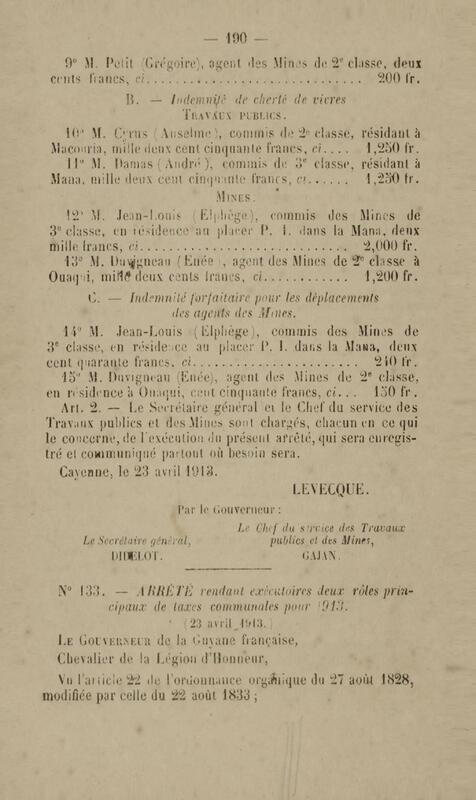 — 190 —
9° M. Petit (Grégoire), agent des Mines de 2e classe, deux
cents francs, ci.............................. 200 fr.
B. — Indemnité de cherté de vivres
TRAVAUX PUBLICS.
10° M. Cyrus (Anselme), commis de 2e classe, résidant à
Macouria, mille deux cent cinquante francs, ci.... 1,250 fr.
11° M. Damas (André), commis de 3e classe, résidant à
Mana, mille deux cent cinquante francs, ci...... 1,250 fr.
MINES.
12° M. Jean-Louis (Elphège), commis des Mines de
3e classe, en résidence au placer P. I. dans la Mana, deux
mille francs, ci.............................. 2,000 fr.
13° M. Duvigneau (Enée), agent des Mines de 2e classe à
Ouaqui, mille deux cents francs, ci............ 1,200 fr.
C. — Indemnité forfaitaire pour les déplacements
des agents des Mines.
14° M. Jean-Louis (Elphège), commis des Mines de
3e classe, en résidence au placer P. I. dans la Mana, deux
cent quarante francs, ci...................... 240 fr.
15° M. Duvigneau (Enée), agent des Mines de 2e classe,
en résidence à Ouaqui, cent cinquante francs, ci... 150 fr.
Art. 2. — Le Secrétaire général et le Chef du service des
Travaux publics et des Mines sont chargés, chacun en ce qui
le concerne, de l'exécution du présent arrêté, qui sera enregis-
tré et communiqué partout où besoin sera.
Cayenne, le 23 avril 1913.
LEVECQUE.
Par le Gouverneur :
Le Chef du service des Travaux
Le Secrétaire général, publics et des Mines,
DIDELOT. GAJAN.
N° 133. — ARRÊTÉ rendant exécutoires deux rôles prin-
cipaux de taxes communales pour 1913.
(23 avril 1913.)
LE GOUVERNEUR de la Guyane française,
Chevalier de la Légion d'Honneur,
Vu l'article 22 de l'ordonnance organique du 27 août 1828,
modifiée par celle du 22 août 1833 ;